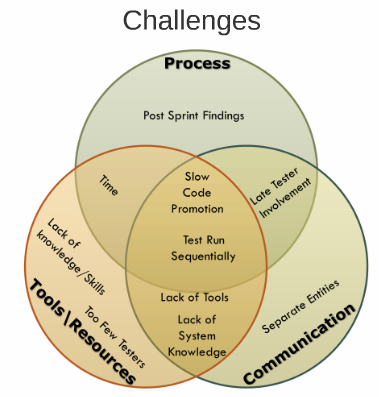 Challenges
Process
Post Sprint Findings
Time
Slow
Code
Promotion
Late Tester
Involvement
Test Run
Sequentially
Lack of
knowledge/Skills
Tools\Resources
Too Few Testers
Lack of Tools
Lack of
System
Knowledge
Separate Entities
Communication